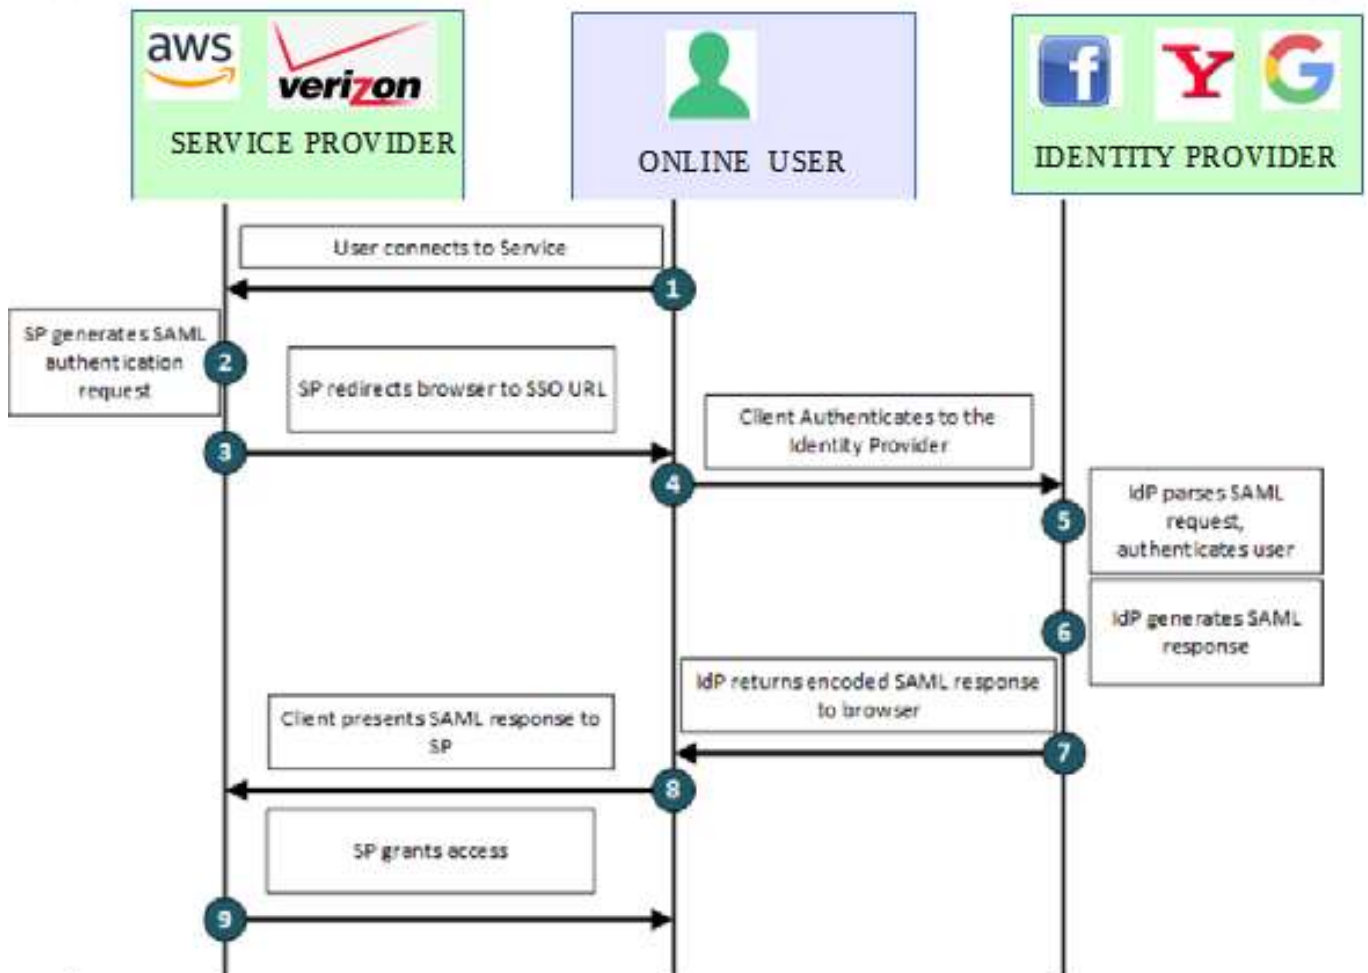 aws
verizon
SERVICE PROVIDER
ONLINE USER
f
Y
G
IDENTITY PROVIDER
User connects to Service
1
SP generates SAML
authentication
request
2
SP redirects browser to SSO URL
3
Client Authenticates to the
Identity Provider
4
5
IdP parses SAML
request,
authenticates user
6
IdP generates SAML
response
IdP returns encoded SAML response
to browser
7
Client presents SAML response to
SP
8
SP grants access
9